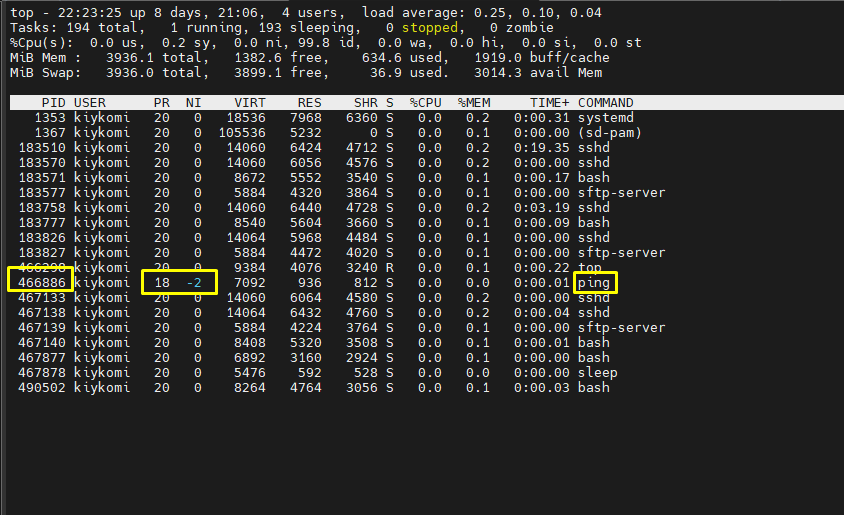 top - 22:23:25 up 8 days, 21:06,  4 users,  load average: 0.25, 0.10, 0.04
Tasks: 194 total,   1 running, 193 sleeping,   0 stopped,   0 zombie
%Cpu(s):  0.0 us,  0.2 sy,  0.0 ni, 99.8 id,  0.0 wa,  0.0 hi,  0.0 si,  0.0 st
MiB Mem :   3936.1 total,   1382.6 free,    634.6 used,   1919.0 buff/cache
MiB Swap:   3936.0 total,   3899.1 free,     36.9 used.   3014.3 avail Mem
PID USER      PR  NI    VIRT    RES    SHR S  %CPU  %MEM     TIME+ COMMAND
1353 kiykomi   20   0   18536   7968   6360 S   0.0   0.2   0:00.31 systemd
1367 kiykomi   20   0  105536   5232      0 S   0.0   0.1   0:00.00 (sd-pam)
183510 kiykomi   20   0   14060   6424   4712 S   0.0   0.2   0:19.35 sshd
183570 kiykomi   20   0   14060   6056   4576 S   0.0   0.2   0:00.00 sshd
183571 kiykomi   20   0    8672   5552   3540 S   0.0   0.1   0:00.17 bash
183577 kiykomi   20   0    5884   4320   3864 S   0.0   0.1   0:00.00 sftp-server
183758 kiykomi   20   0   14060   6440   4728 S   0.0   0.2   0:03.19 sshd
183777 kiykomi   20   0    8540   5604   3660 S   0.0   0.1   0:00.09 bash
183826 kiykomi   20   0   14064   5968   4484 S   0.0   0.1   0:00.00 sshd
183827 kiykomi   20   0    5884   4472   4020 S   0.0   0.1   0:00.00 sftp-server
kiykomi   20   0    9384   4076   3240 R   0.0   0.1   0:00.22 top
466886 kiykomi   18  -2    7092    936    812 S   0.0   0.0   0:00.01 ping
467133 kiykomi   20   0   14060   6064   4580 S   0.0   0.2   0:00.00 sshd
467138 kiykomi   20   0   14064   6432   4760 S   0.0   0.2   0:00.04 sshd
467139 kiykomi   20   0    5884   4224   3764 S   0.0   0.1   0:00.00 sftp-server
467140 kiykomi   20   0    8408   5320   3508 S   0.0   0.1   0:00.01 bash
467877 kiykomi   20   0    6892   3160   2924 S   0.0   0.1   0:00.00 bash
467878 kiykomi   20   0    5476    592    528 S   0.0   0.0   0:00.00 sleep
490502 kiykomi   20   0    8264   4764   3056 S   0.0   0.1   0:00.03 bash